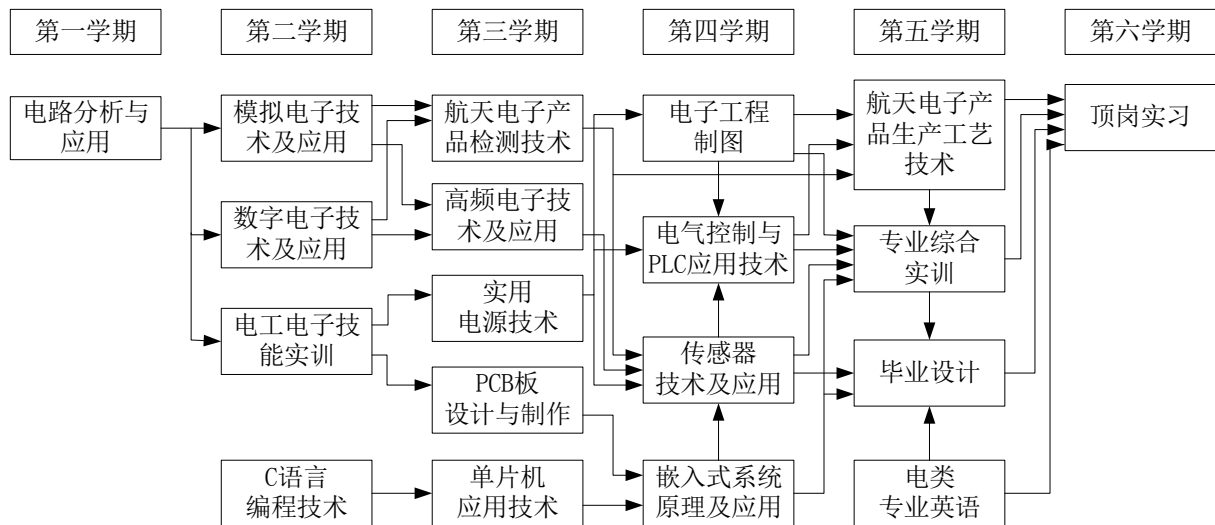 第一学期
第二学期
第三学期
第四学期
第五学期
第六学期
电路分析与
应用
模拟电子技
术及应用
航天电子产
品检测技术
电子工程
制图
航天电子产
品生产工艺
技术
顶岗实习
数字电子技
术及应用
高频电子技
术及应用
电气控制与
PLC应用技术
专业综合
实训
电工电子技
能实训
实用
电源技术
传感器
技术及应用
毕业设计
PCB板
设计与制作
C语言
编程技术
单片机
应用技术
嵌入式系统
原理及应用
电类
专业英语